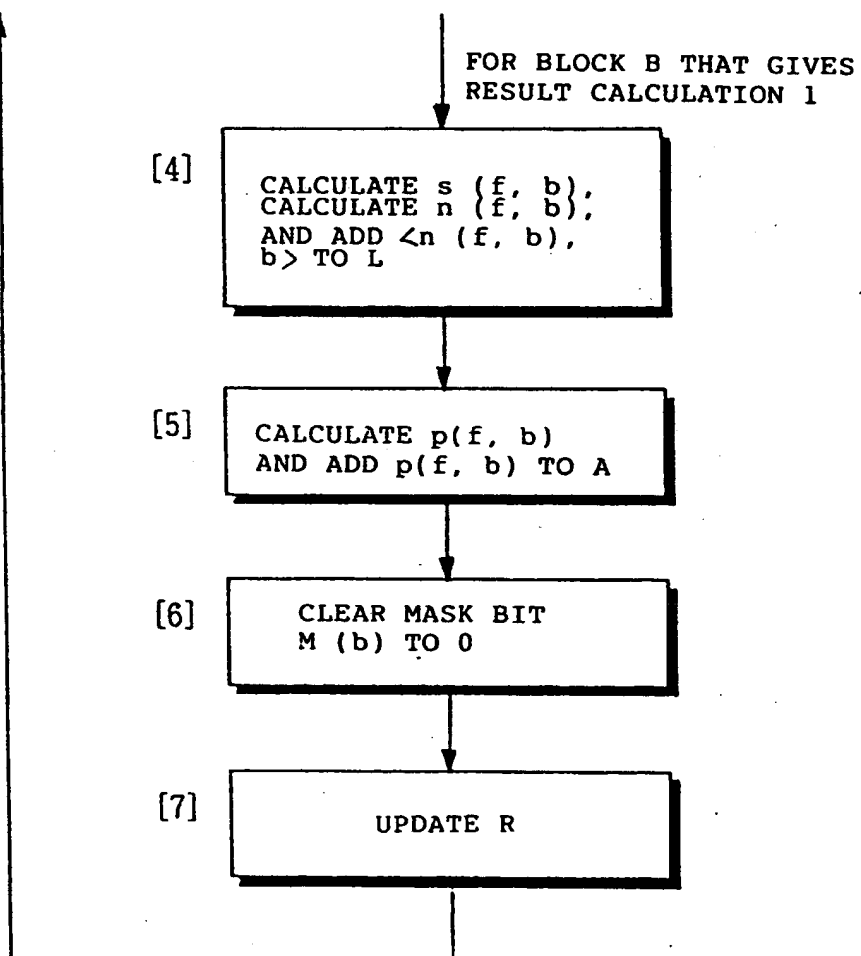 FOR BLOCK B THAT GIVES
RESULT CALCULATION 1
[4]
CALCULATE s (f, b),
CALCULATE n (f, b),
AND ADD <n (f, b),
b> TO L
[5]
CALCULATE p(f, b)
AND ADD p(f, b) TO A
[6]
CLEAR MASK BIT
M (b) TO 0
[7]
UPDATE R